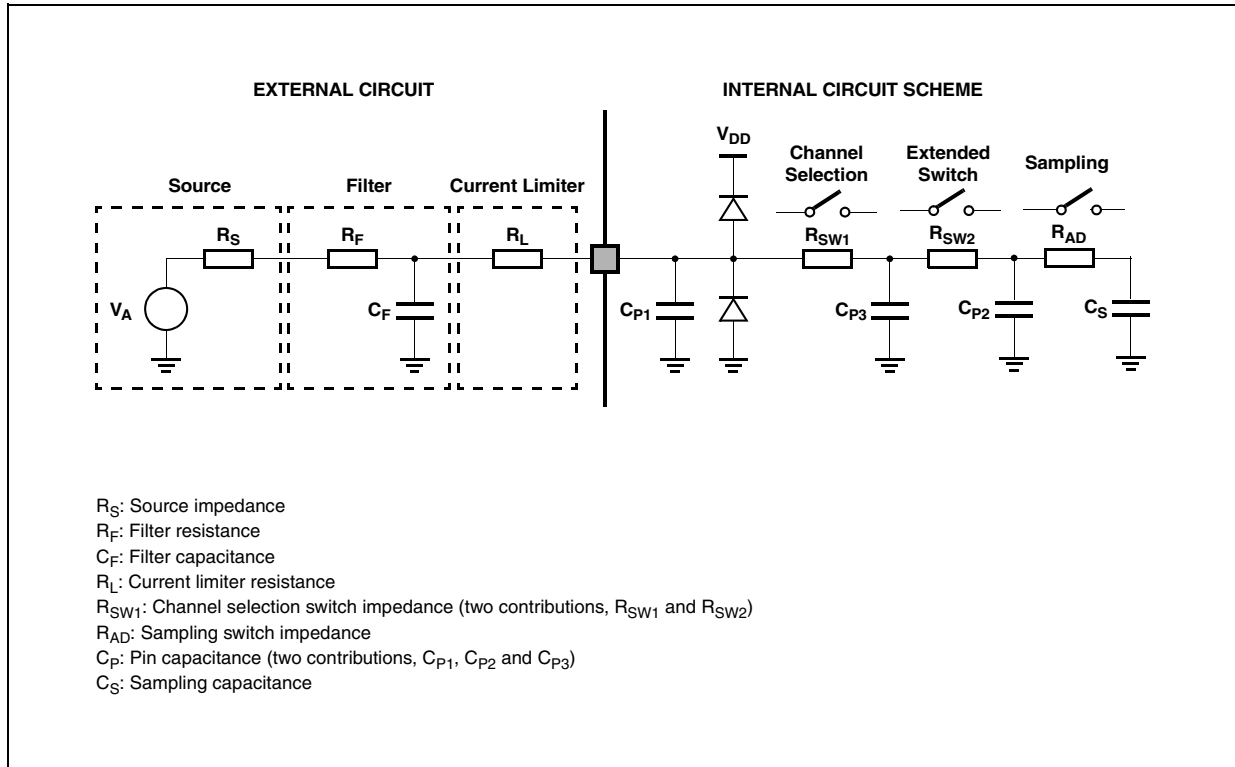 EXTERNAL CIRCUIT
INTERNAL CIRCUIT SCHEME
VDD
Channel
Selection
Extended
Switch
Sampling
Source
Filter
Current Limiter
RS
RF
RL
RSW1
RSW2
RAD
VA
CF
CP1
CP3
CP2
CS
RS: Source impedance
RF: Filter resistance
CF: Filter capacitance
RL: Current limiter resistance
RSW1: Channel selection switch impedance (two contributions, RSW1 and RSW2)
RAD: Sampling switch impedance
CP: Pin capacitance (two contributions, CP1, CP2 and CP3)
CS: Sampling capacitance